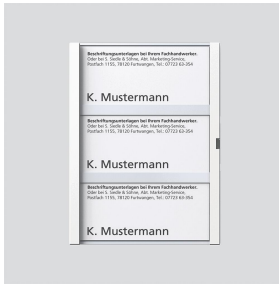 Beschriftungsunterlagen bei Ihrem Fachhandwerker.
Oder bei S. Siedle & Söhne, Abt. Marketing-Service,
Postfach 1155, 78120 Furtwangen, Tel.: 07723 63-354
K. Mustermann
Beschriftungsunterlagen bei Ihrem Fachhandwerker.
Oder bei S. Siedle & Söhne, Abt. Marketing-Service,
Postfach 1155, 78120 Furtwangen, Tel.: 07723 63-354
K. Mustermann
Beschriftungsunterlagen bei Ihrem Fachhandwerker.
Oder bei S. Siedle & Söhne, Abt. Marketing-Service,
Postfach 1155, 78120 Furtwangen, Tel.: 07723 63-354
K. Mustermann